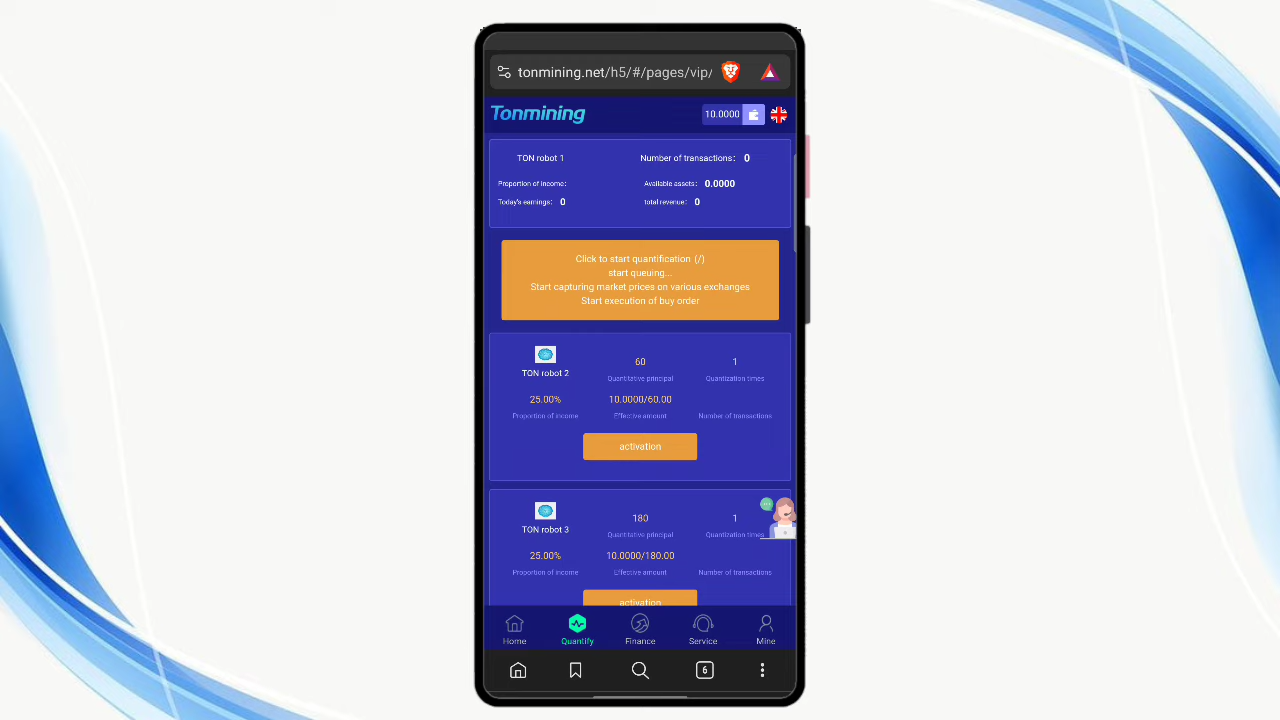 tonmining.net/h5/#/pages/vip/
Tonmining
10.0000
TON robot 1
Number of transactions: 0
Proportion of income:
Available assets: 0.0000
Today's earnings: 0
total revenue: 0
Click to start quantification (/)
start queuing...
Start capturing market prices on various exchanges
Start execution of buy order
60
1
TON robot 2
Quantitative principal
Quantization times
25.00%
10.0000/60.00
Proportion of income
Effective amount
Number of transactions
activation
180
1
TON robot 3
Quantitative principal
Quantization times
25.00%
10.0000/180.00
Proportion of income
Effective amount
Number of transactions
activation
Home
Quantify
Finance
Service
Mine
6